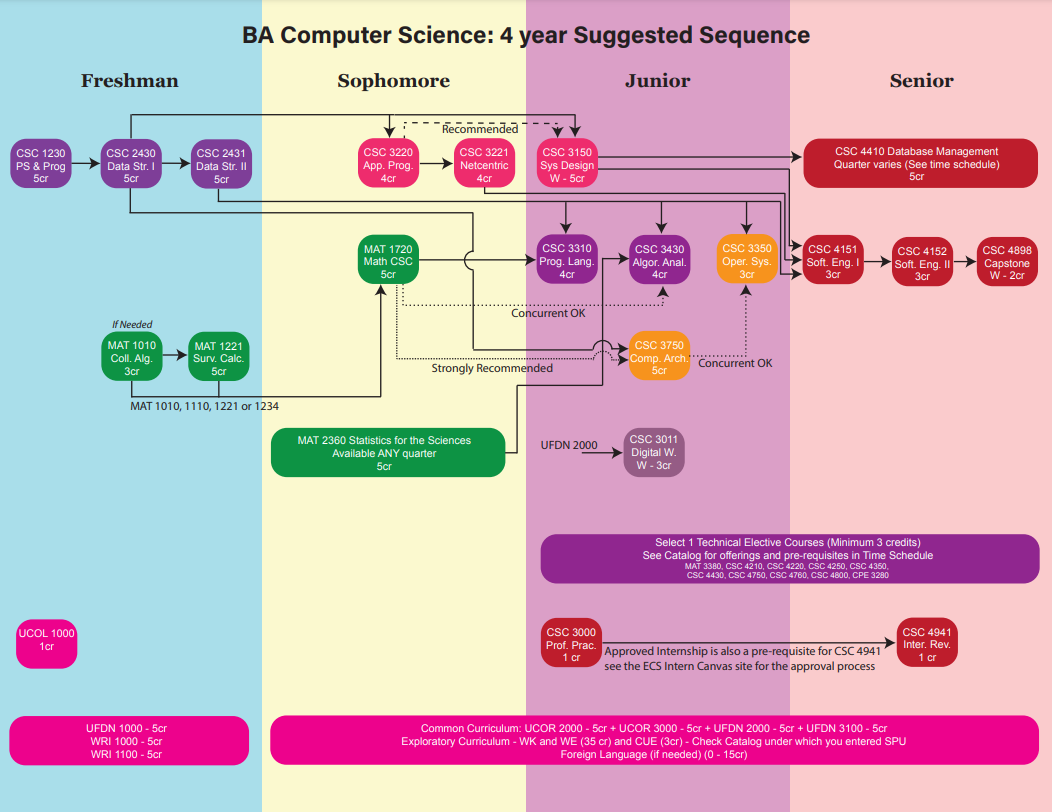 BA Computer Science: 4 year Suggested Sequence
Freshman
Sophomore
Junior
Senior
Recommended
CSC 1230
PS & Prog
5cr
CSC 2430
Data Str. I
5cr
CSC 2431
Data Str. II
5cr
CSC 3220
App. Prog.
4cr
CSC 3221
Netcentric
4cr
CSC 3150
Sys Design
W - 5cr
CSC 4410 Database Management
Quarter varies (See time schedule)
5cr
MAT 1720
Math CSC
5cr
CSC 3310
Prog. Lang.
4cr
CSC 3430
Algor. Anal.
4cr
CSC 3350
Oper. Sys.
3cr
CSC 4151
Soft. Eng. I
3cr
CSC 4152
Soft. Eng. II
3cr
CSC 4898
Capstone
W - 2cr
Concurrent OK
If Needed
MAT 1010
Coll. Alg.
3cr
MAT 1221
Surv. Calc.
5cr
CSC 3750
Comp. Arch.
5cr
Strongly Recommended
Concurrent OK
MAT 1010, 1110, 1221 or 1234
MAT 2360 Statistics for the Sciences
Available ANY quarter
5cr
UFDN 2000
CSC 3011
Digital W.
W - 3cr
Select 1 Technical Elective Courses (Minimum 3 credits)
See Catalog for offerings and pre-requisites in Time Schedule
MAT 3380, CSC 4210, CSC 4220, CSC 4250, CSC 4350,
CSC 4430, CSC 4750, CSC 4760, CSC 4800, CPE 3280
UCOL 1000
1cr
CSC 3000
Prof. Prac.
1 cr
Approved Internship is also a pre-requisite for CSC 4941
see the ECS Intern Canvas site for the approval process
CSC 4941
Inter. Rev.
1 cr
UFDN 1000 - 5cr
WRI 1000 - 5cr
WRI 1100 - 5cr
Common Curriculum: UCOR 2000 - 5cr + UCOR 3000 - 5cr + UFDN 2000 - 5cr + UFDN 3100 - 5cr
Exploratory Curriculum - WK and WE (35 cr) and CUE (3cr) - Check Catalog under which you entered SPU
Foreign Language (if needed) (0 - 15cr)